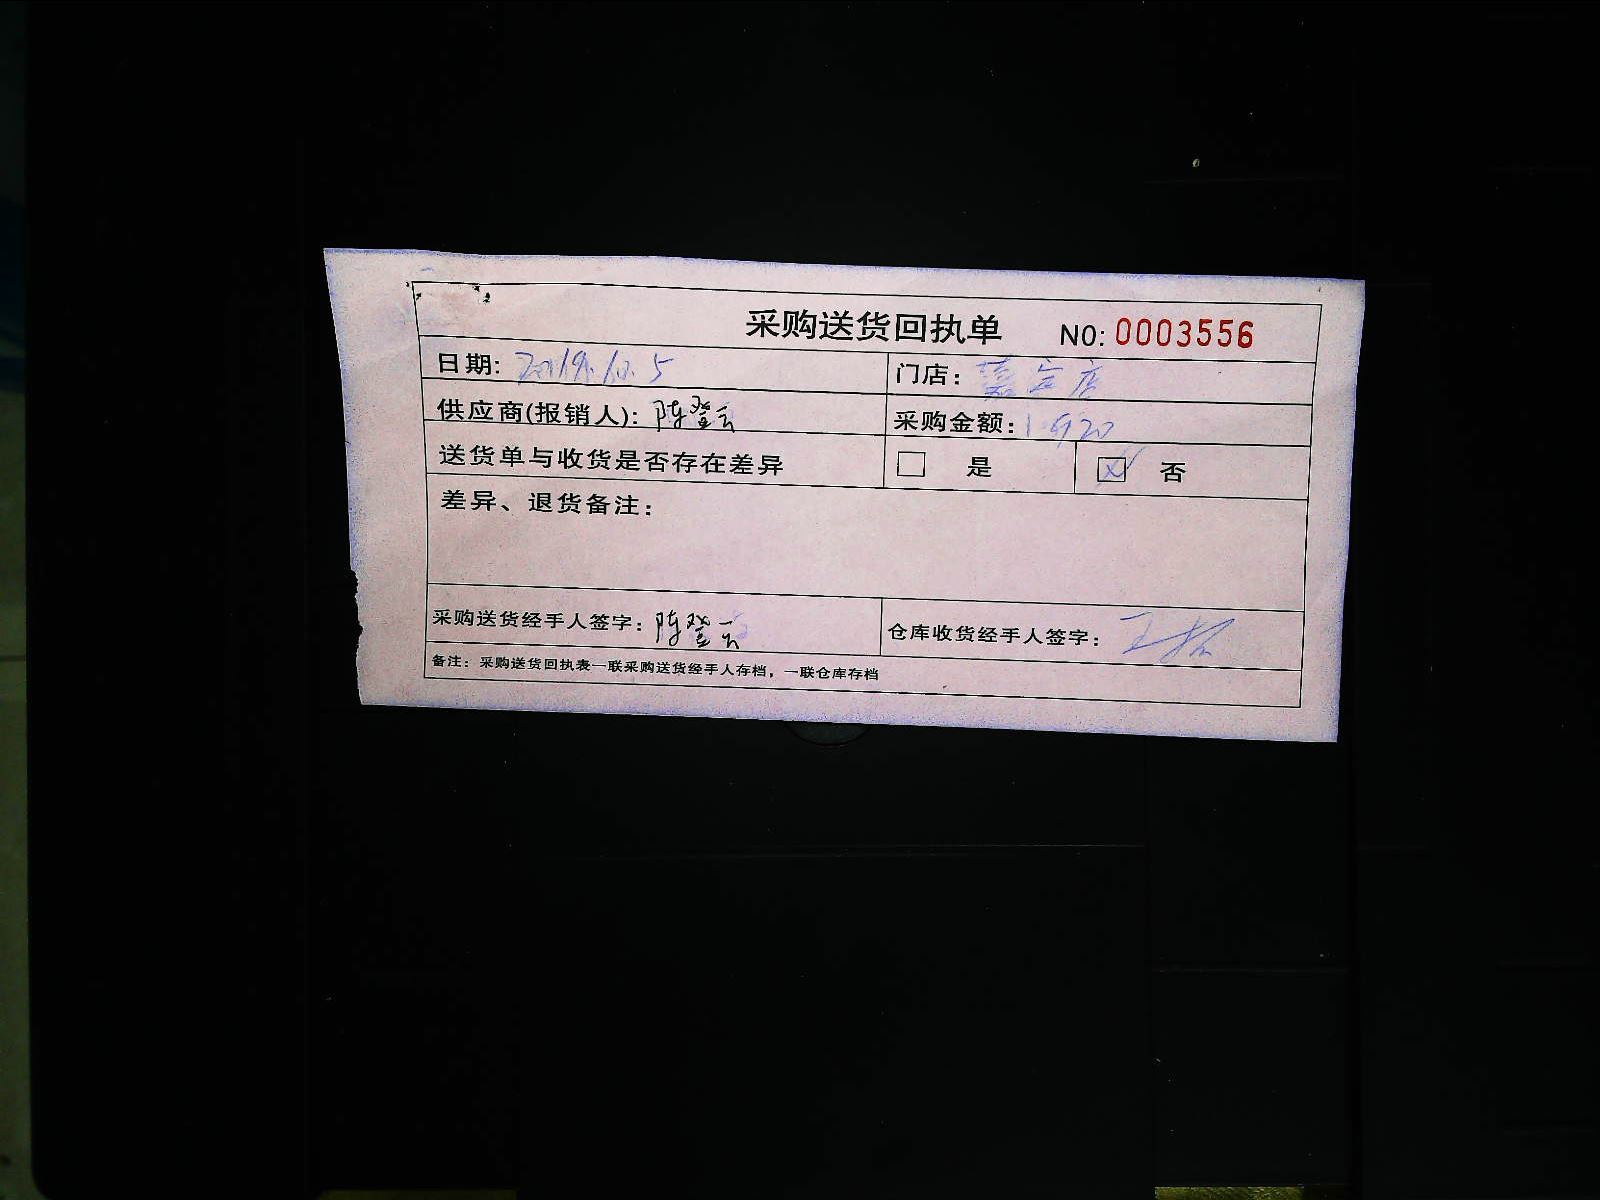 采购送货回执单 NO: 0003556
日期: 2019.10.5 门店: 嘉定店
供应商(报销人): 陈登云 采购金额:
送货单与收货是否存在差异 是 否
差异、退货备注:
采购送货经手人签字: 陈登云 仓库收货经手人签字:
备注: 采购送货回执表一联采购送货经手人存档, 一联仓库存档